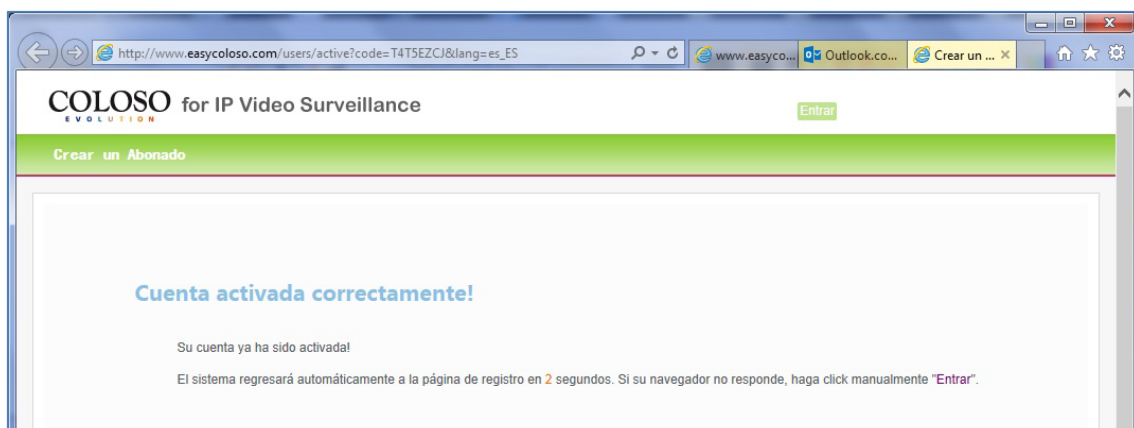 http://www.easycoloso.com/users/active?code=T4T5EZCJ&lang=es_ES
www.easyco...
Outlook.co...
Crear un ...
COLOSO for IP Video Surveillance
EVOLUTION
Entrar
Crear un Abonado
Cuenta activada correctamente!
Su cuenta ya ha sido activada!
El sistema regresará automáticamente a la página de registro en 2 segundos. Si su navegador no responde, haga click manualmente "Entrar".